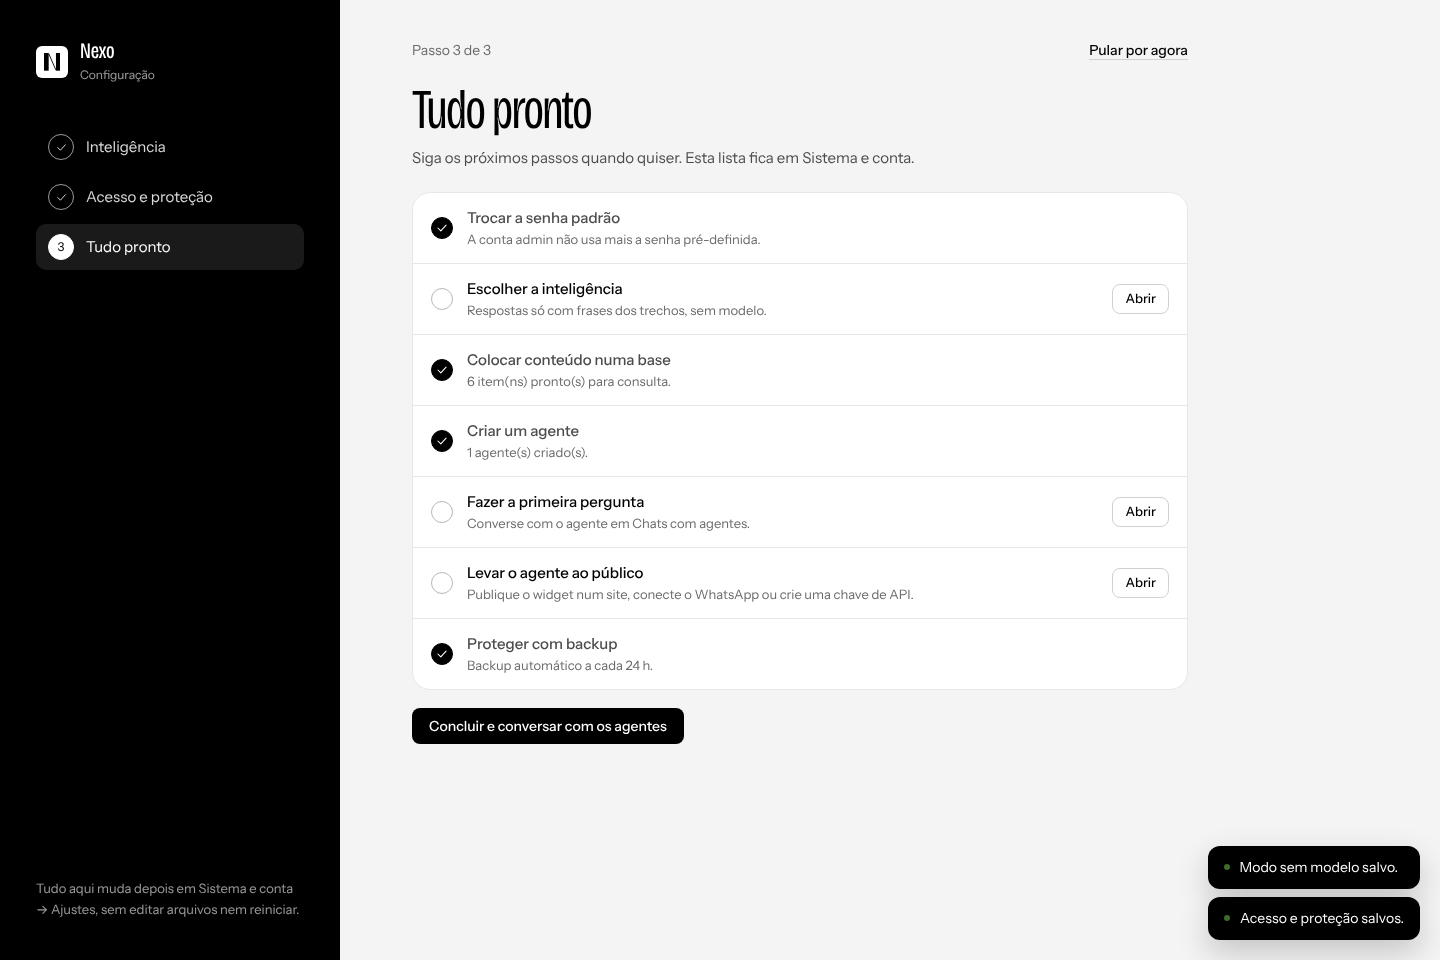 N
Nexo
Configuração
Inteligência
Acesso e proteção
3
Tudo pronto
Tudo aqui muda depois em Sistema e conta
→ Ajustes, sem editar arquivos nem reiniciar.
Passo 3 de 3
Pular por agora
Tudo pronto
Siga os próximos passos quando quiser. Esta lista fica em Sistema e conta.
Trocar a senha padrão
A conta admin não usa mais a senha pré-definida.
Escolher a inteligência
Respostas só com frases dos trechos, sem modelo.
Abrir
Colocar conteúdo numa base
6 item(ns) pronto(s) para consulta.
Criar um agente
1 agente(s) criado(s).
Fazer a primeira pergunta
Converse com o agente em Chats com agentes.
Abrir
Levar o agente ao público
Publique o widget num site, conecte o WhatsApp ou crie uma chave de API.
Abrir
Proteger com backup
Backup automático a cada 24 h.
Concluir e conversar com os agentes
Modo sem modelo salvo.
Acesso e proteção salvos.